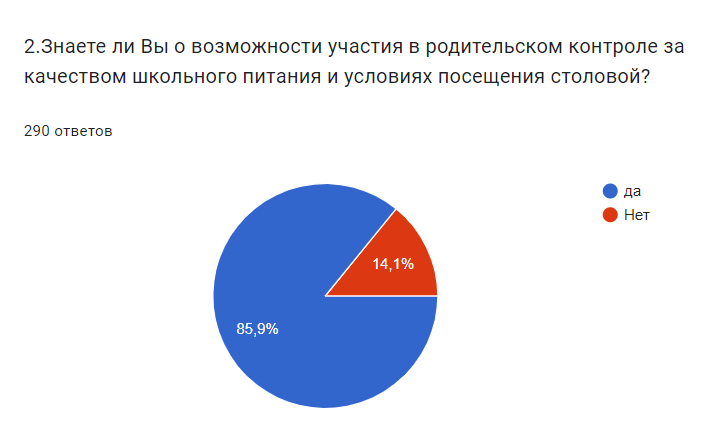 2.Знаете ли Вы о возможности участия в родительском контроле за
качеством школьного питания и условиях посещения столовой?
290 ответов
да
Нет
14,1%
85,9%